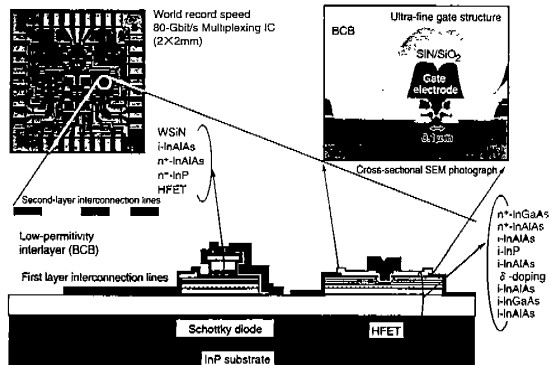 World record speed
80-Gbit/s Multiplexing IC
(2×2mm)
BCB
Ultra-fine gate structure
SiN/SiO₂
Gate
electrode
0.1μm
Cross-sectional SEM photograph
WSiN
i-InAlAs
n⁺-InAlAs
n⁺-InP
HFET
Second-layer interconnection lines
Low-permitivity
interlayer (BCB)
First layer interconnection lines
n⁺-InGaAs
n⁺-InAlAs
i-InAlAs
i-InP
i-InAlAs
δ-doping
i-InAlAs
i-InGaAs
i-InAlAs
Schottky diode
HFET
InP substrate